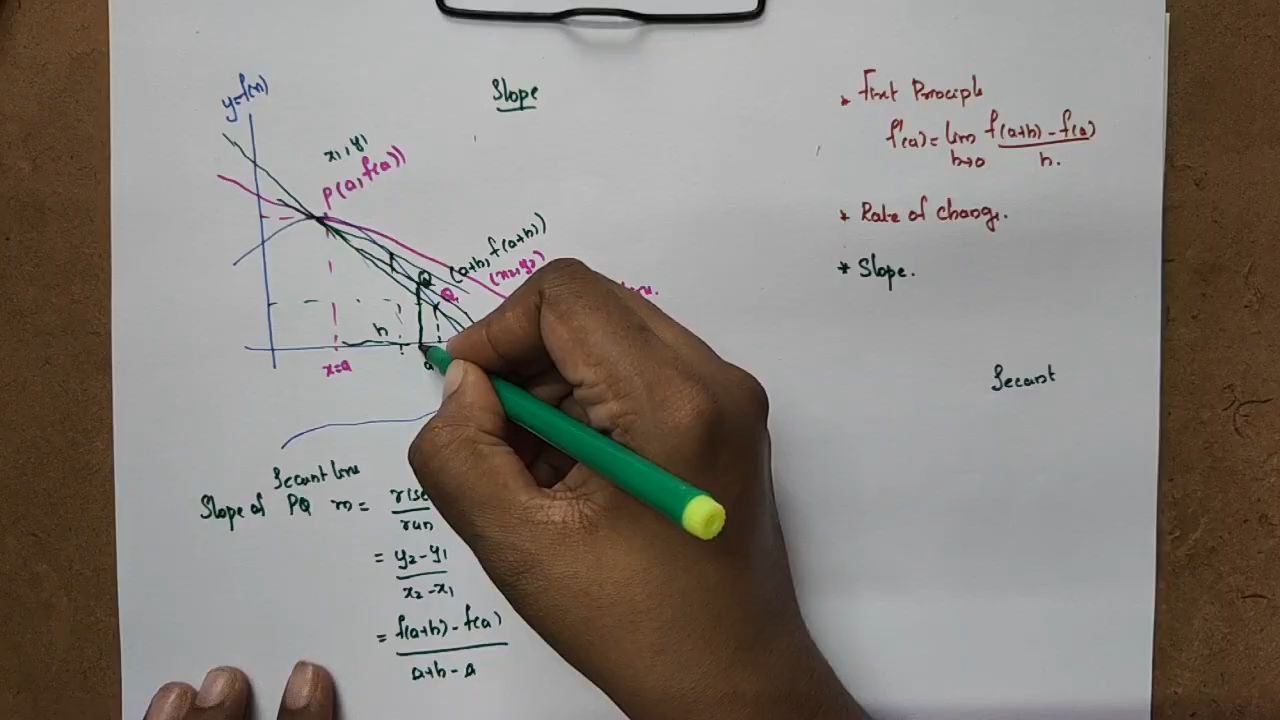 Slope
y=f(x)
x1, y1
P(a, f(a))
(a+h, f(a+h))
(x2, y2)
Q
Q
h
x=a
a
Secant line
Slope of PQ m = rise
run
= y2 - y1
x2 - x1
= f(a+h) - f(a)
a+h - a
* First Principle
f'(a) = lim f(a+h) - f(a)
h→0 h.
* Rate of change.
* Slope.
Secant